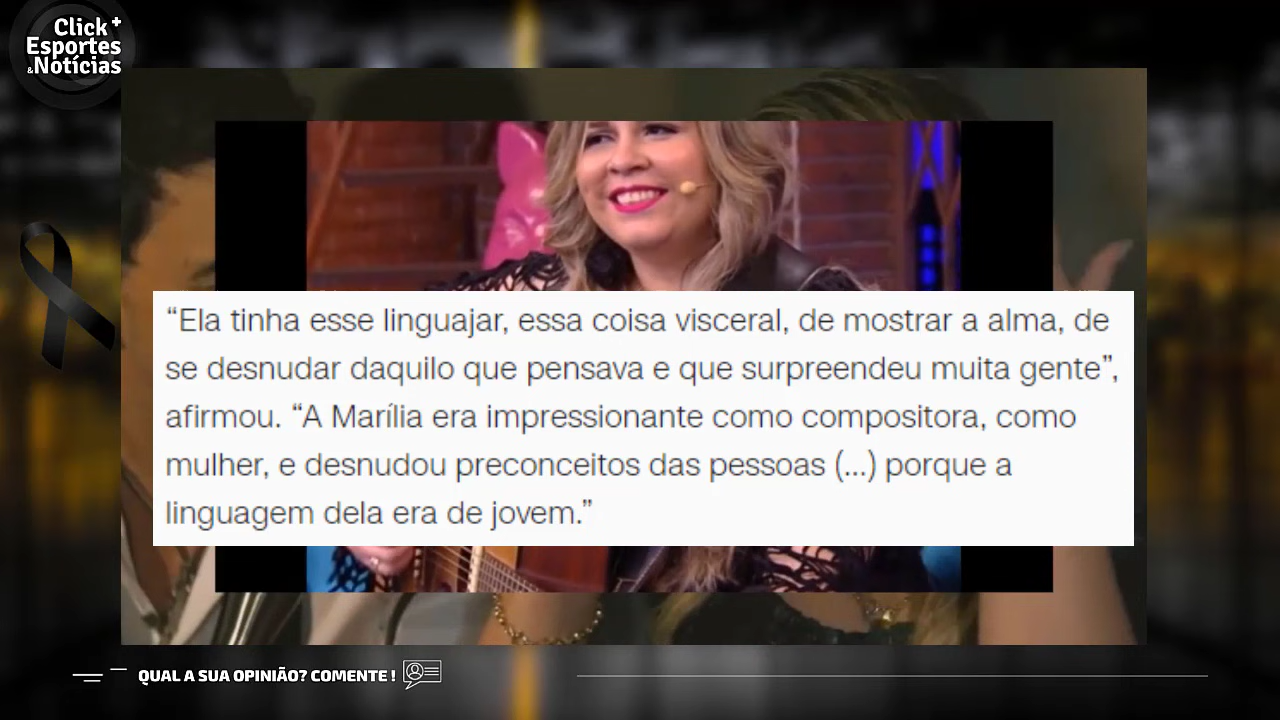 Click+
Esportes
&Notícias
“Ela tinha esse linguajar, essa coisa visceral, de mostrar a alma, de
se desnudar daquilo que pensava e que surpreendeu muita gente”,
afirmou. “A Marília era impressionante como compositora, como
mulher, e desnudou preconceitos das pessoas (...) porque a
linguagem dela era de jovem.”
QUAL A SUA OPINIÃO? COMENTE !